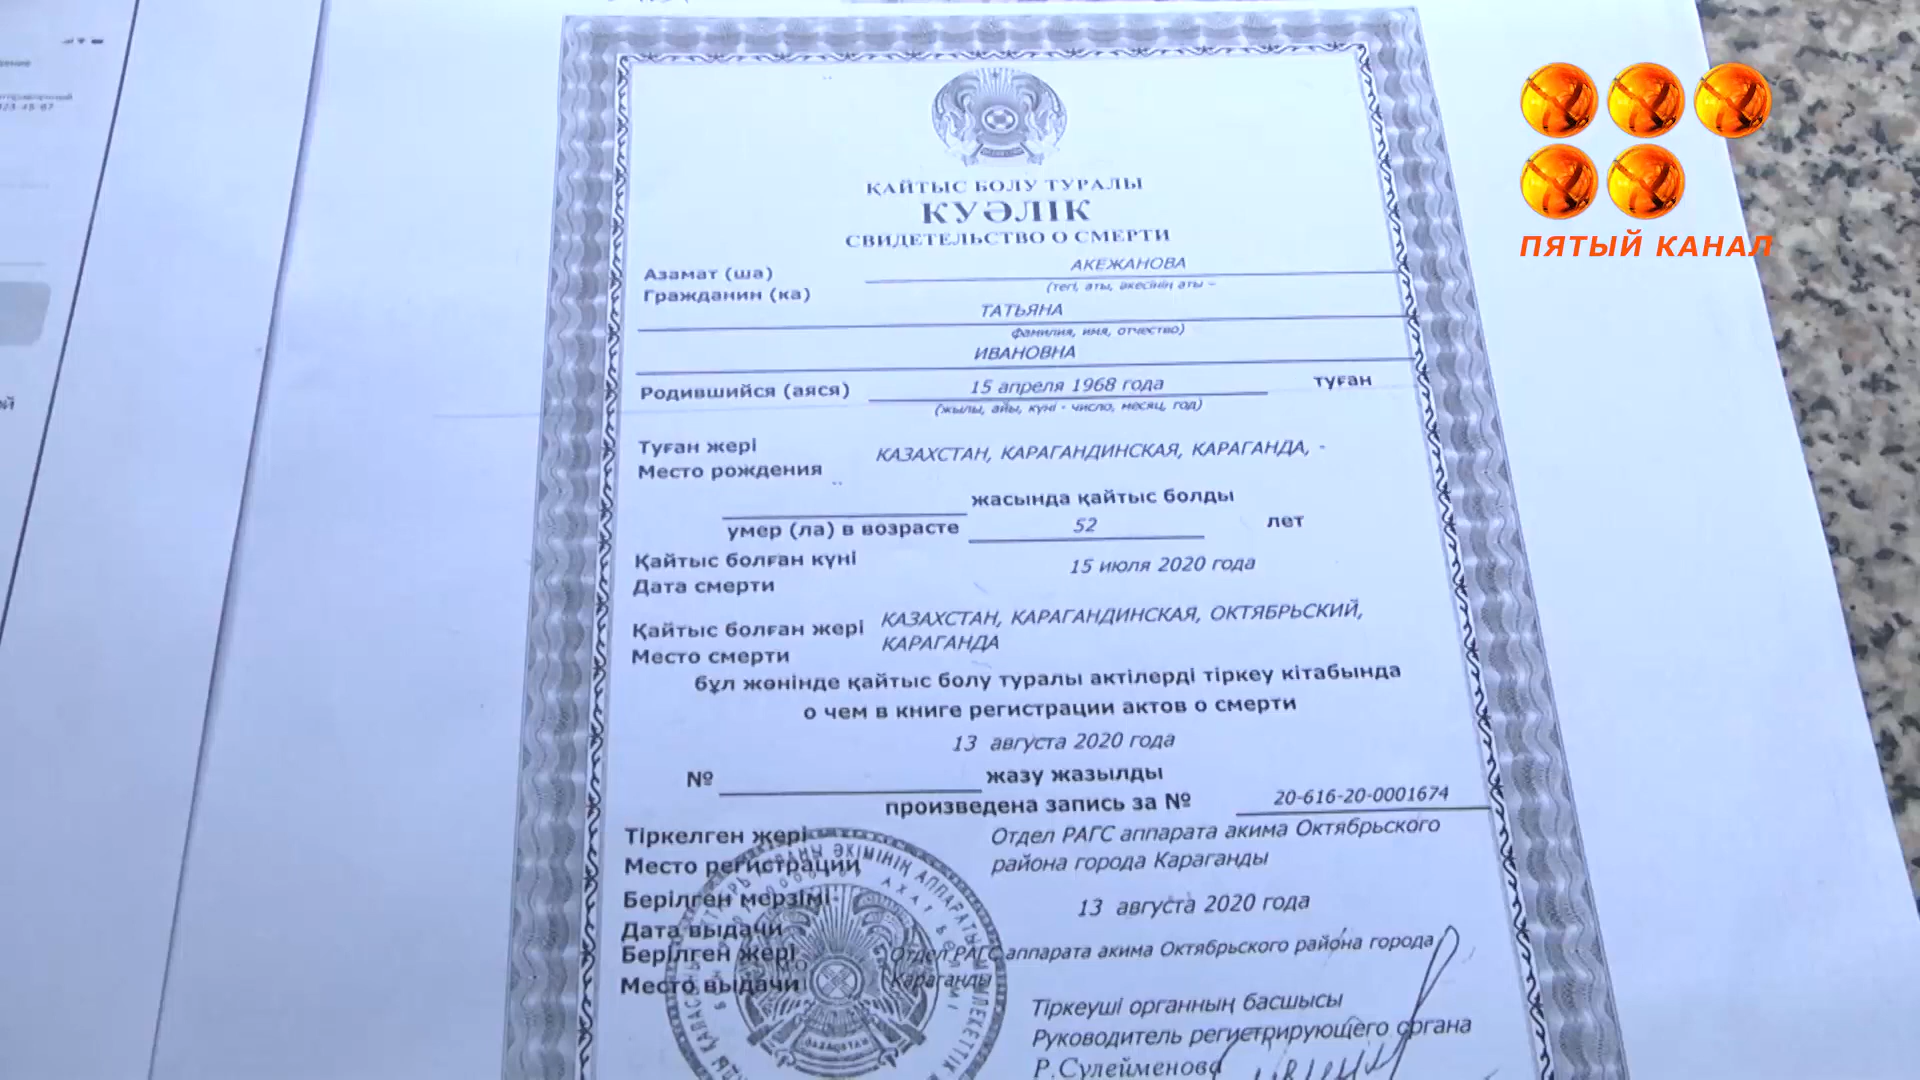 ПЯТЫЙ КАНАЛ
ҚАЙТЫС БОЛУ ТУРАЛЫ
КУӘЛІК
СВИДЕТЕЛЬСТВО О СМЕРТИ
Азамат (ша) АКЕЖАНОВА
Гражданин (ка) (тегі, аты, әкесінің аты –
ТАТЬЯНА
фамилия, имя, отчество)
ИВАНОВНА
Родившийся (аяся) 15 апреля 1968 года туған
(жылы, айы, күні - число, месяц, год)
Туған жері
Место рождения КАЗАХСТАН, КАРАГАНДИНСКАЯ, КАРАГАНДА, -
жасында қайтыс болды
умер (ла) в возрасте 52 лет
Қайтыс болған күні
Дата смерти 15 июля 2020 года
Қайтыс болған жері КАЗАХСТАН, КАРАГАНДИНСКАЯ, ОКТЯБРЬСКИЙ,
Место смерти КАРАГАНДА
бұл жөнінде қайтыс болу туралы актілерді тіркеу кітабында
о чем в книге регистрации актов о смерти
13 августа 2020 года
№ жазу жазылды
произведена запись за № 20-616-20-0001674
Тіркелген жері Отдел РАГС аппарата акима Октябрьского
Место регистрации района города Караганды
Берілген мерзімі
Дата выдачи 13 августа 2020 года
Берілген жері Отдел РАГС аппарата акима Октябрьского района города
Место выдачи Караганды
Тіркеуші органның басшысы
Руководитель регистрирующего органа
Р.Сулейменова
ҚАЗАҚСТАН